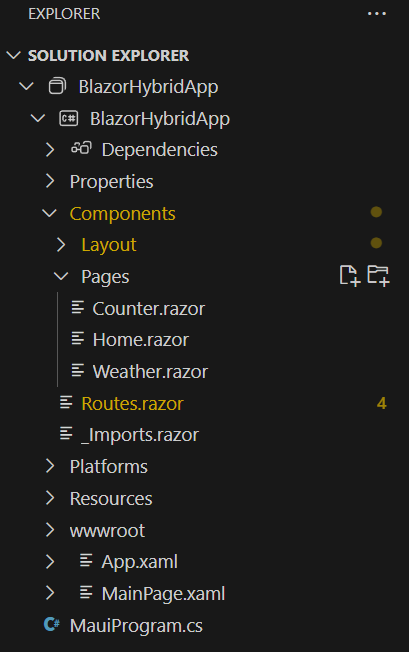 EXPLORER ...
SOLUTION EXPLORER
BlazorHybridApp
C# BlazorHybridApp
Dependencies
Properties
Components
Layout
Pages
Counter.razor
Home.razor
Weather.razor
Routes.razor 4
_Imports.razor
Platforms
Resources
wwwroot
App.xaml
MainPage.xaml
C# MauiProgram.cs